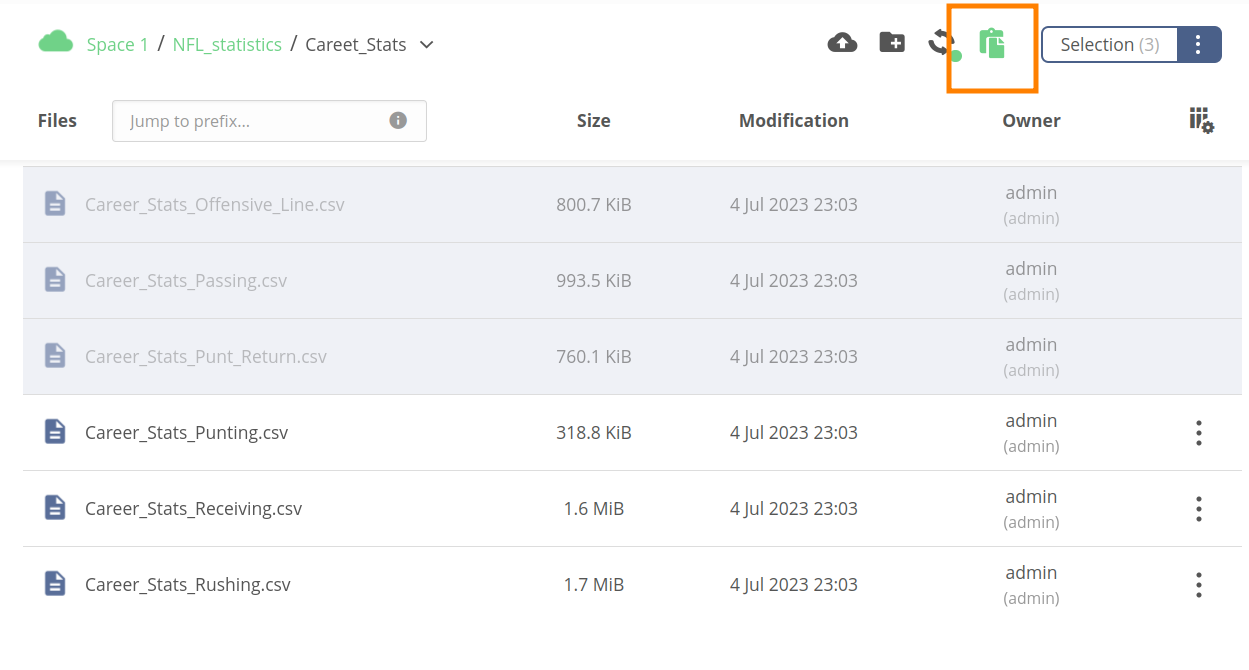 Space 1 / NFL_statistics / Careet_Stats
Selection (3)
Files Jump to prefix... Size Modification Owner
Career_Stats_Offensive_Line.csv 800.7 KiB 4 Jul 2023 23:03 admin
(admin)
Career_Stats_Passing.csv 993.5 KiB 4 Jul 2023 23:03 admin
(admin)
Career_Stats_Punt_Return.csv 760.1 KiB 4 Jul 2023 23:03 admin
(admin)
Career_Stats_Punting.csv 318.8 KiB 4 Jul 2023 23:03 admin
(admin)
Career_Stats_Receiving.csv 1.6 MiB 4 Jul 2023 23:03 admin
(admin)
Career_Stats_Rushing.csv 1.7 MiB 4 Jul 2023 23:03 admin
(admin)